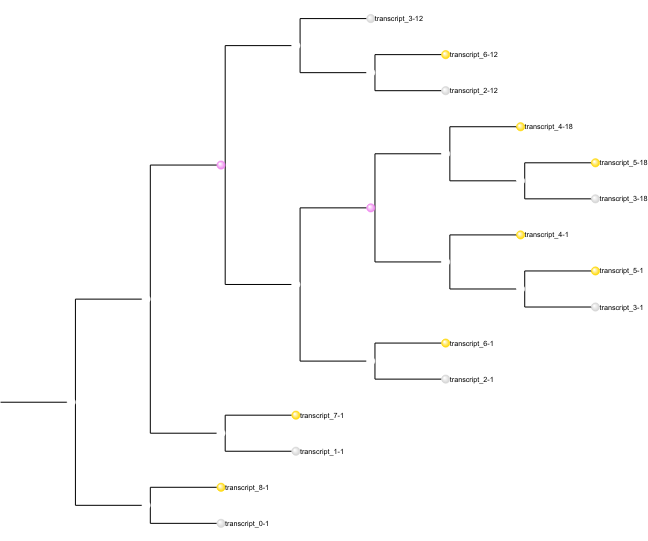 transcript_3-12
transcript_6-12
transcript_2-12
transcript_4-18
transcript_5-18
transcript_3-18
transcript_4-1
transcript_5-1
transcript_3-1
transcript_6-1
transcript_2-1
transcript_7-1
transcript_1-1
transcript_8-1
transcript_0-1